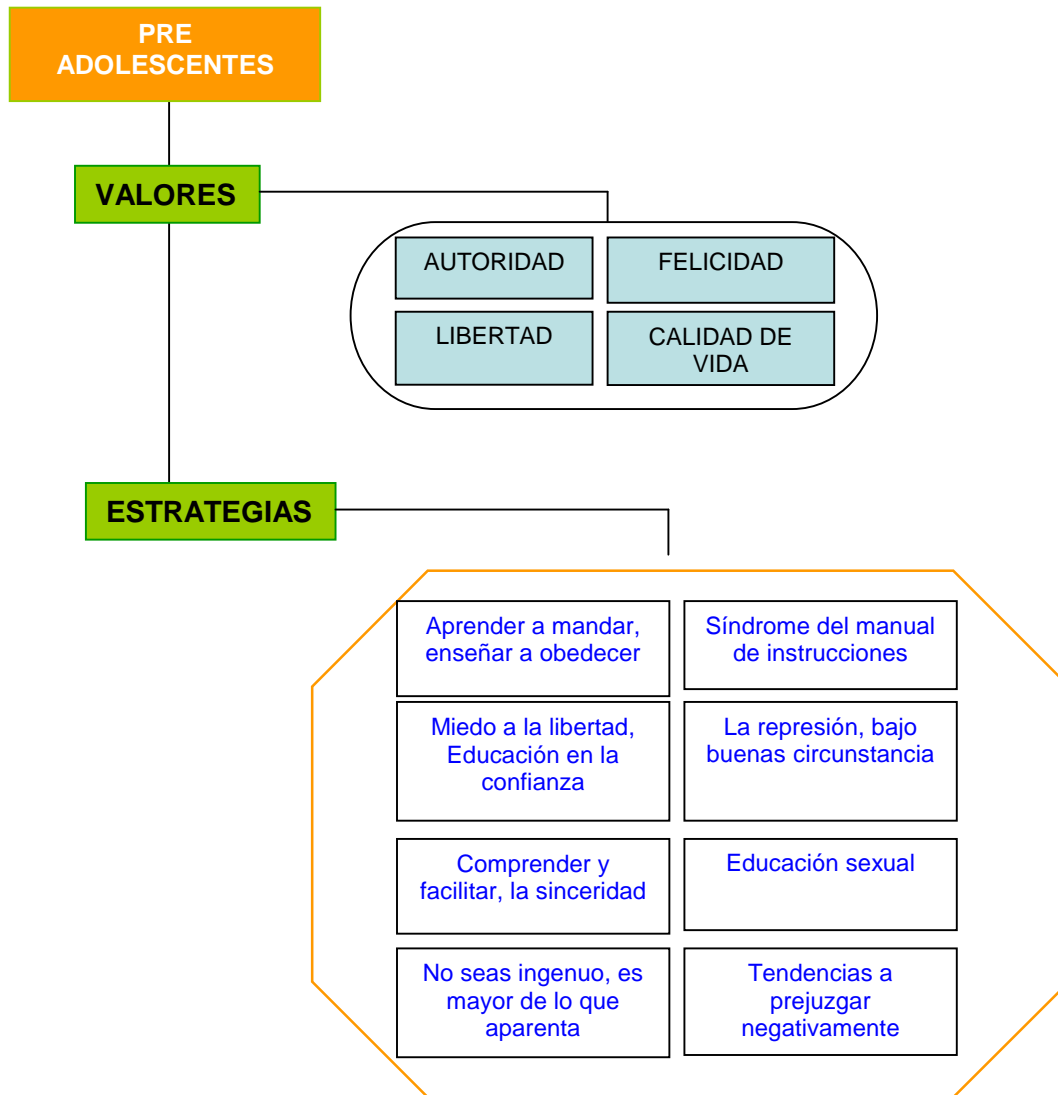 PRE
ADOLESCENTES
VALORES
AUTORIDAD
FELICIDAD
LIBERTAD
CALIDAD DE
VIDA
ESTRATEGIAS
Aprender a mandar,
enseñar a obedecer
Síndrome del manual
de instrucciones
Miedo a la libertad,
Educación en la
confianza
La represión, bajo
buenas circunstancia
Comprender y
facilitar, la sinceridad
Educación sexual
No seas ingenuo, es
mayor de lo que
aparenta
Tendencias a
prejuzgar
negativamente